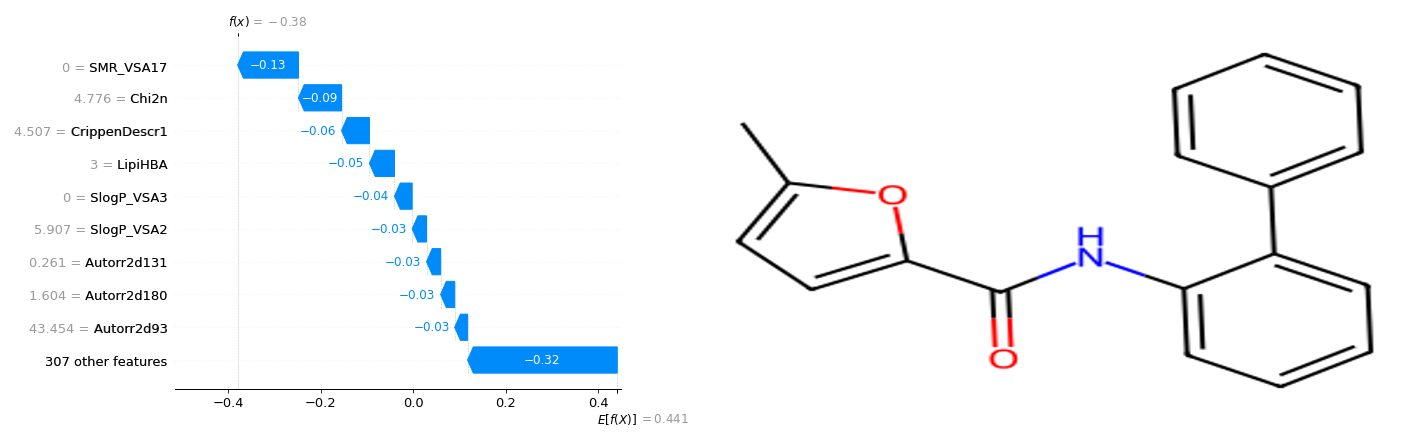 f(x) = −0.38
0 = SMR_VSA17
−0.13
4.776 = Chi2n
−0.09
4.507 = CrippenDescr1
−0.06
3 = LipiHBA
−0.05
0 = SlogP_VSA3
−0.04
5.907 = SlogP_VSA2
−0.03
0.261 = Autorr2d131
−0.03
1.604 = Autorr2d180
−0.03
43.454 = Autorr2d93
−0.03
307 other features
−0.32
−0.4 −0.2 0.0 0.2 0.4
E[f(X)] = 0.441
O
H
N
O